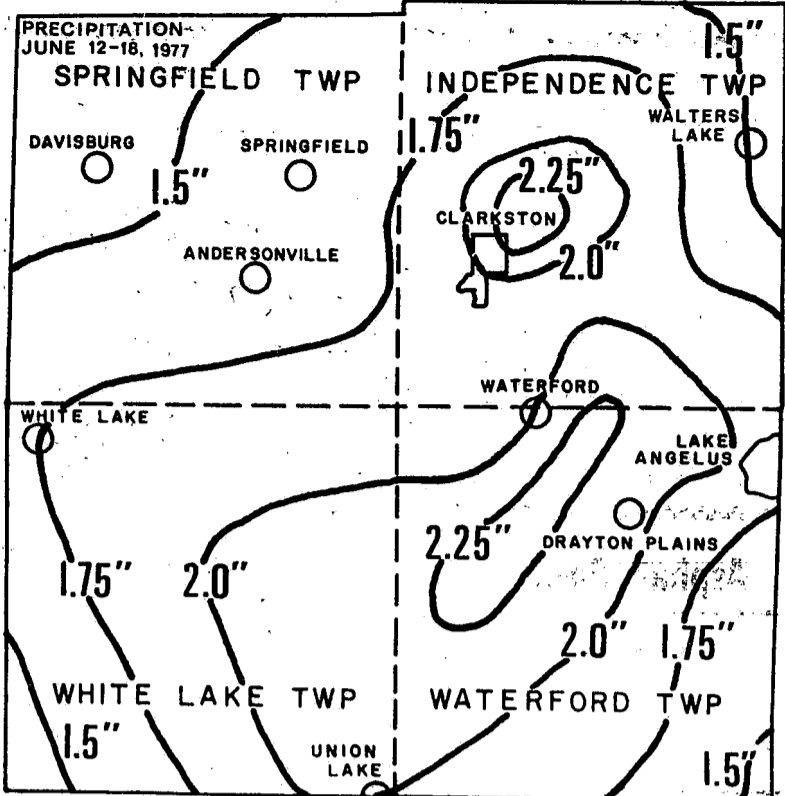 PRECIPITATION-
JUNE 12-18, 1977
SPRINGFIELD TWP
INDEPENDENCE TWP
1.5"
WALTERS
LAKE
DAVISBURG
SPRINGFIELD
1.75"
1.5"
2.25"
CLARKSTON
ANDERSONVILLE
2.0"
WATERFORD
WHITE LAKE
LAKE
ANGELUS
2.25"
DRAYTON PLAINS
1.75"
2.0"
2.0"
1.75"
WHITE LAKE TWP
WATERFORD TWP
1.5"
UNION
LAKE
1.5"